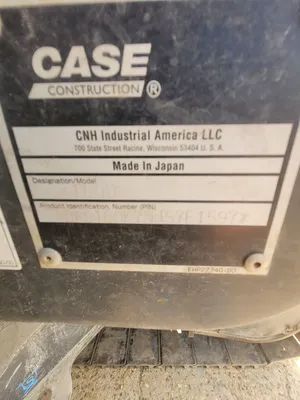 CASE
CONSTRUCTION ®
CNH Industrial America LLC
700 State Street Racine, Wisconsin 53404 U. S. A.
Made In Japan
Designation/Model
Product Identification Number (PIN)